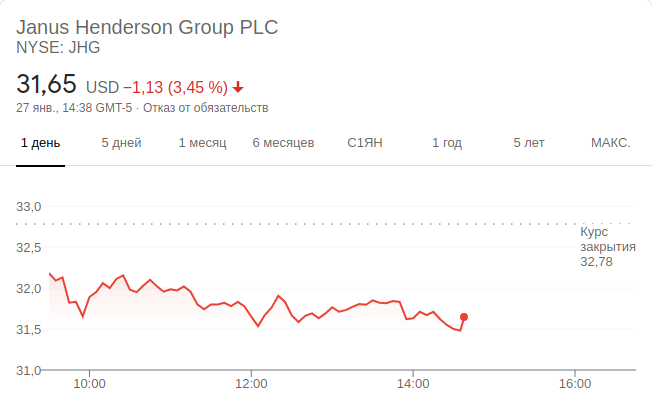 Janus Henderson Group PLC
NYSE: JHG
31,65 USD −1,13 (3,45 %)
27 янв., 14:38 GMT-5 · Отказ от обязательств
1 день 5 дней 1 месяц 6 месяцев С1ЯН 1 год 5 лет МАКС.
33,0
Курс
закрытия
32,78
32,5
32,0
31,5
31,0
10:00 12:00 14:00 16:00